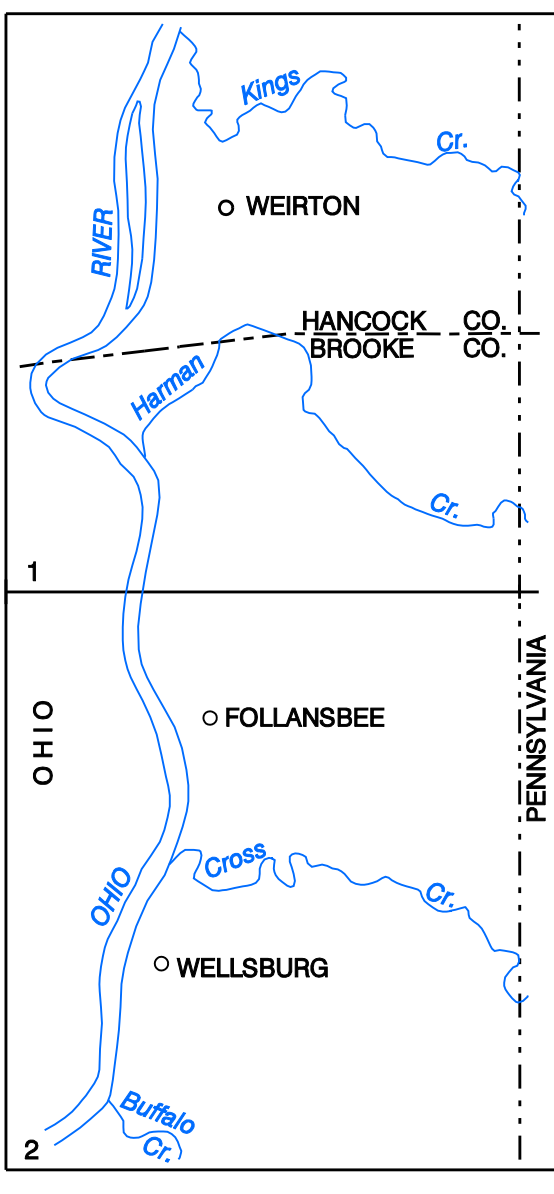 Kings
Cr.
WEIRTON
RIVER
HANCOCK CO.
BROOKE CO.
Harman
Cr.
1
PENNSYLVANIA
OHIO
FOLLANSBEE
Cross
Cr.
OHIO
WELLSBURG
Buffalo
Cr.
2